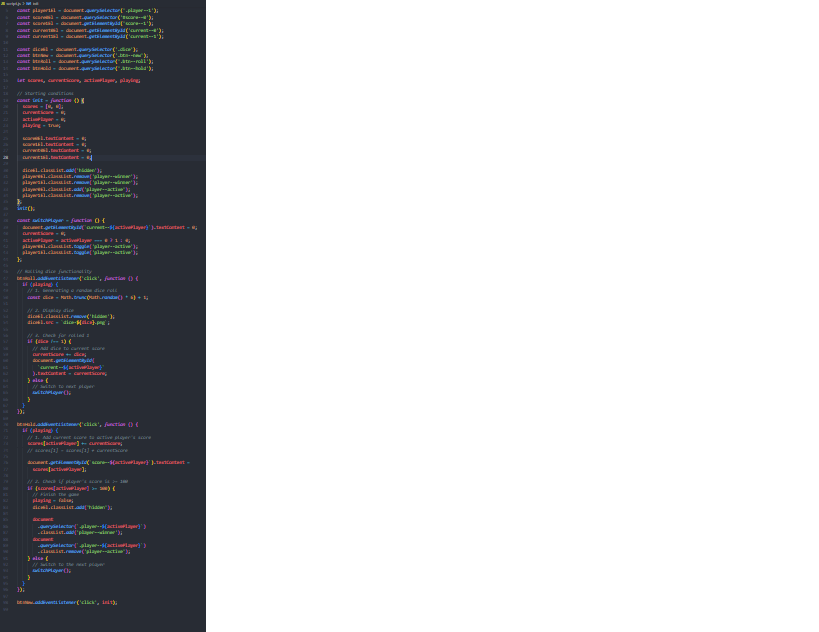 const player1El = document.querySelector('.player--1');
const score0El = document.querySelector('#score--0');
const score1El = document.getElementById('score--1');
const current0El = document.getElementById('current--0');
const current1El = document.getElementById('current--1');
const diceEl = document.querySelector('.dice');
const btnNew = document.querySelector('.btn--new');
const btnRoll = document.querySelector('.btn--roll');
const btnHold = document.querySelector('.btn--hold');
let scores, currentScore, activePlayer, playing;
// Starting conditions
const init = function () {
scores = [0, 0];
currentScore = 0;
activePlayer = 0;
playing = true;
score0El.textContent = 0;
score1El.textContent = 0;
current0El.textContent = 0;
current1El.textContent = 0;
diceEl.classList.add('hidden');
player0El.classList.remove('player--winner');
player1El.classList.remove('player--winner');
player0El.classList.add('player--active');
player1El.classList.remove('player--active');
};
init();
const switchPlayer = function () {
document.getElementById(`current--${activePlayer}`).textContent = 0;
currentScore = 0;
activePlayer = activePlayer === 0 ? 1 : 0;
player0El.classList.toggle('player--active');
player1El.classList.toggle('player--active');
};
// Rolling dice functionality
btnRoll.addEventListener('click', function () {
if (playing) {
// 1. Generating a random dice roll
const dice = Math.trunc(Math.random() * 6) + 1;
// 2. Display dice
diceEl.classList.remove('hidden');
diceEl.src = `dice-${dice}.png`;
// 3. Check for rolled 1
if (dice !== 1) {
// Add dice to current score
currentScore += dice;
document.getElementById(
`current--${activePlayer}`
).textContent = currentScore;
} else {
// Switch to next player
switchPlayer();
}
}
});
btnHold.addEventListener('click', function () {
if (playing) {
// 1. Add current score to active player's score
scores[activePlayer] += currentScore;
// scores[1] = scores[1] + currentScore
document.getElementById(`score--${activePlayer}`).textContent =
scores[activePlayer];
// 2. Check if player's score is >= 100
if (scores[activePlayer] >= 100) {
// Finish the game
playing = false;
diceEl.classList.add('hidden');
document
.querySelector(`.player--${activePlayer}`)
.classList.add('player--winner');
document
.querySelector(`.player--${activePlayer}`)
.classList.remove('player--active');
} else {
// Switch to the next player
switchPlayer();
}
}
});
btnNew.addEventListener('click', init);